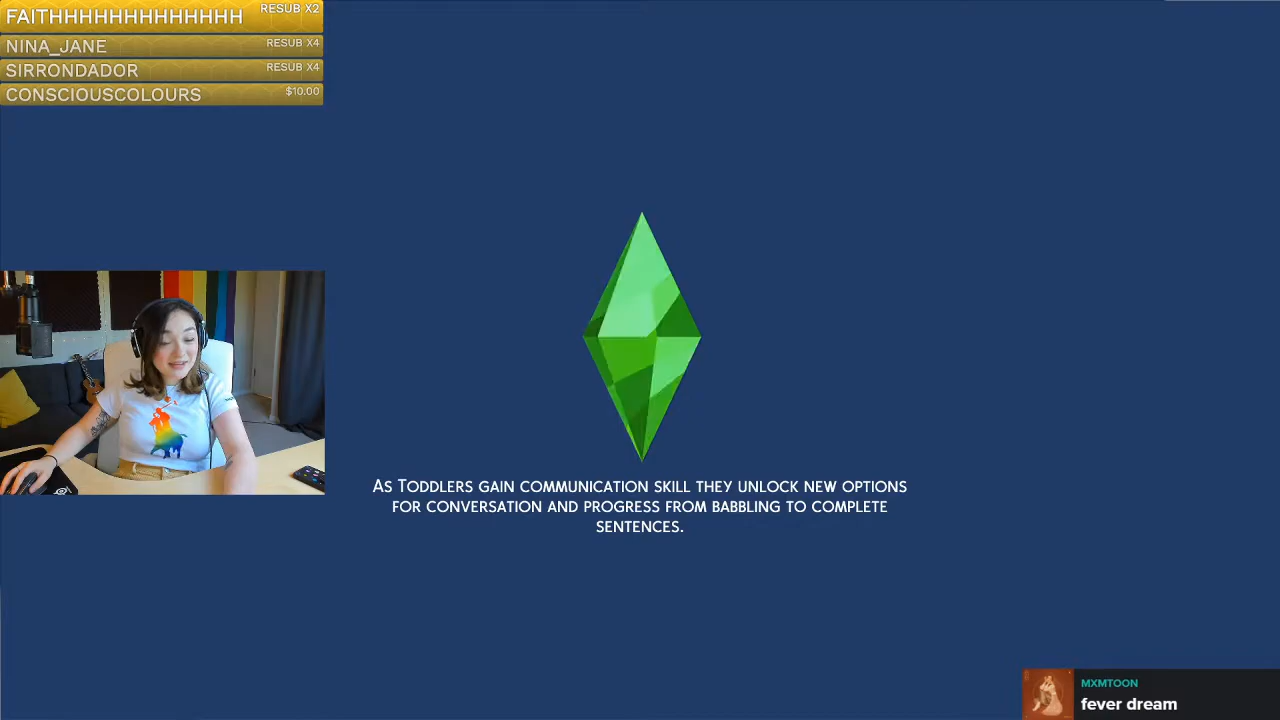 FAITHHHHHHHHHHHHH RESUB X2
NINA_JANE RESUB X4
SIRRONDADOR RESUB X4
CONSCIOUSCOLOURS $10.00
AS TODDLERS GAIN COMMUNICATION SKILL THEY UNLOCK NEW OPTIONS
FOR CONVERSATION AND PROGRESS FROM BABBLING TO COMPLETE
SENTENCES.
MXMTOON
fever dream